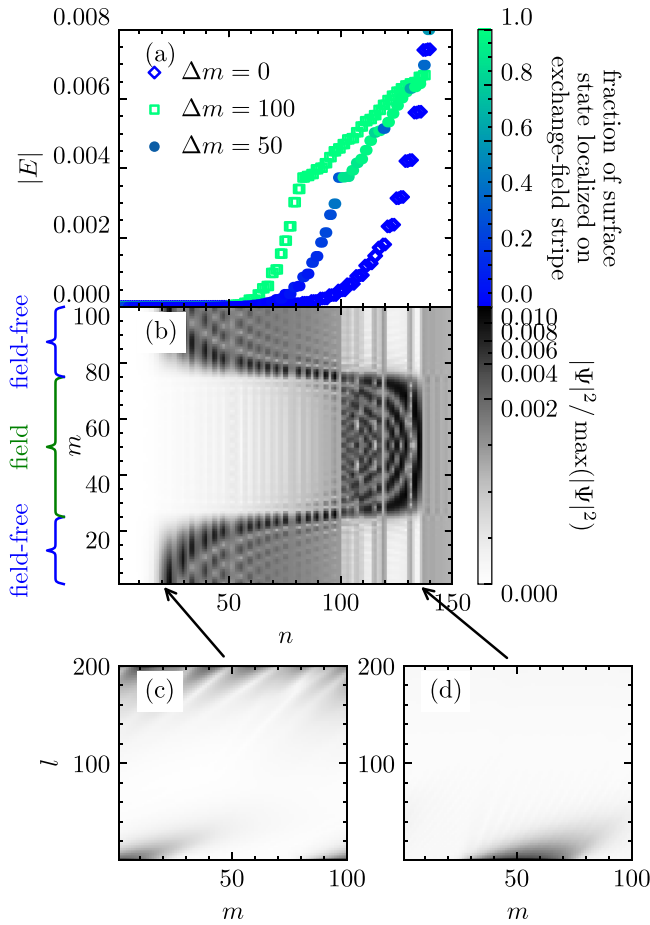 (a)
Δm = 0
Δm = 100
Δm = 50
|E|
0.008
0.006
0.004
0.002
0.000
1.0
0.8
0.6
0.4
0.2
0.0
fraction of surface
state localized on
exchange-field stripe
(b)
field-free
field
field-free
m
100
80
60
40
20
50
100
150
n
0.010
0.008
0.006
0.004
0.002
0.000
|Ψ|²/ max(|Ψ|²)
(c)
200
100
l
50
100
m
(d)
200
100
50
100
m